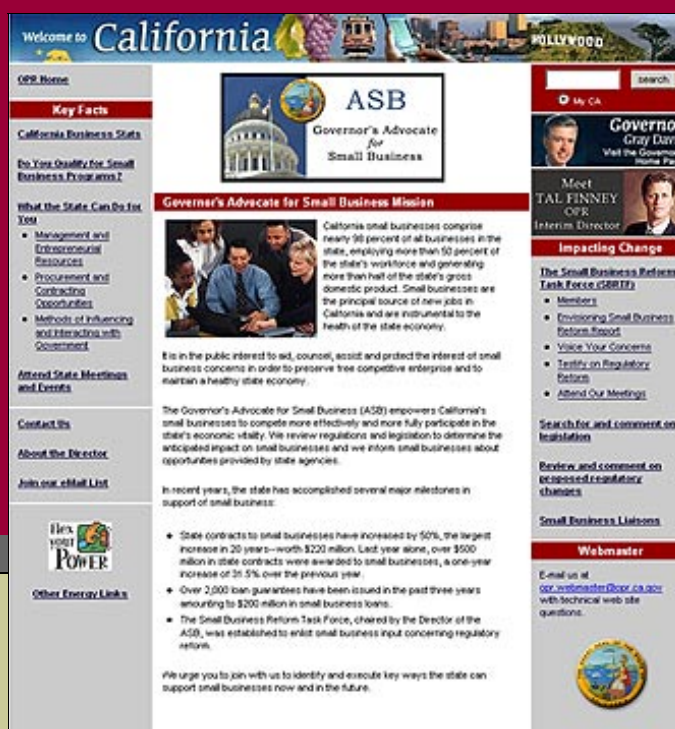 Welcome to California
HOLLYWOOD
OPR Home
Key Facts
California Business Stats
Do You Qualify for Small
Business Programs?
What the State Can Do for
You
Management and
Entrepreneurial
Resources
Procurement and
Contracting
Opportunities
Methods of Influencing
and Interacting with
Government
Attend State Meetings
and Events
Contact Us
About the Director
Join our eMail List
Flex
YOUR
POWER
Other Energy Links
ASB
Governor's Advocate
for
Small Business
Governor's Advocate for Small Business Mission
California small businesses comprise
nearly 98 percent of all businesses in the
state, employing more than 50 percent of
the state's workforce and generating
more than half of the state's gross
domestic product. Small businesses are
the principal source of new jobs in
California and are instrumental to the
health of the state economy.
It is in the public interest to aid, counsel, assist and protect the interest of small
business concerns in order to preserve free competitive enterprise and to
maintain a healthy state economy.
The Governor's Advocate for Small Business (ASB) empowers California's
small businesses to compete more effectively and more fully participate in the
state's economic vitality. We review regulations and legislation to determine the
anticipated impact on small businesses and we inform small businesses about
opportunities provided by state agencies.
In recent years, the state has accomplished several major milestones in
support of small business:
State contracts to small businesses have increased by 50%, the largest
increase in 20 years--worth $220 million. Last year alone, over $500
million in state contracts were awarded to small businesses, a one-year
increase of 31.5% over the previous year.
Over 2,000 loan guarantees have been issued in the past three years
amounting to $200 million in small business loans.
The Small Business Reform Task Force, chaired by the Director of the
ASB, was established to enlist small business input concerning regulatory
reform.
We urge you to join with us to identify and execute key ways the state can
support small businesses now and in the future.
search
My CA
Governo
Gray Dav
Visit the Governo
Home Pa
Meet
TAL FINNEY
OPR
Interim Director
Impacting Change
The Small Business Reform
Task Force (SBRTF)
Members
Envisioning Small Business
Reform Report
Voice Your Concerns
Testify on Regulatory
Reform
Attend Our Meetings
Search for and comment on
legislation
Review and comment on
proposed regulatory
changes
Small Business Liaisons
Webmaster
E-mail us at
opr.webmaster@opr.ca.gov
with technical web site
questions.